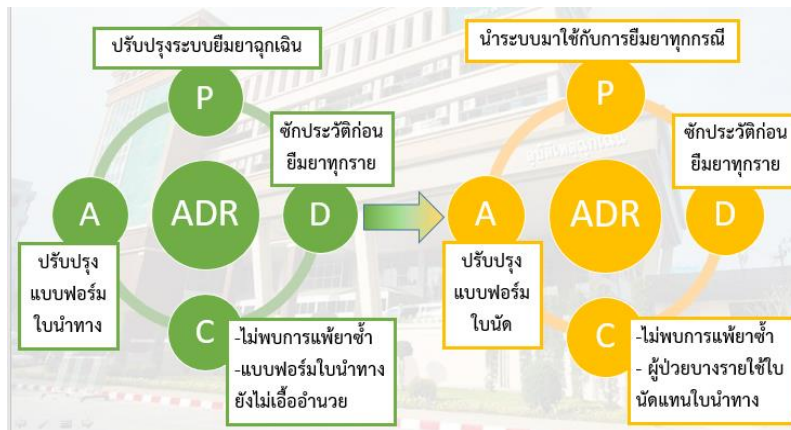 ปรับปรุงระบบยืมยาฉุกเฉิน
P
ซักประวัติก่อน
ยืมยาทุกราย
A
ADR
D
ปรับปรุง
แบบฟอร์ม
ใบนำทาง
C
-ไม่พบการแพ้ยาซ้ำ
-แบบฟอร์มใบนำทาง
ยังไม่เอื้ออำนวย
นำระบบมาใช้กับการยืมยาทุกกรณี
P
ซักประวัติก่อน
ยืมยาทุกราย
A
ADR
D
ปรับปรุง
แบบฟอร์ม
ใบนัด
C
-ไม่พบการแพ้ยาซ้ำ
- ผู้ป่วยบางรายใช้ใบ
นัดแทนใบนำทาง